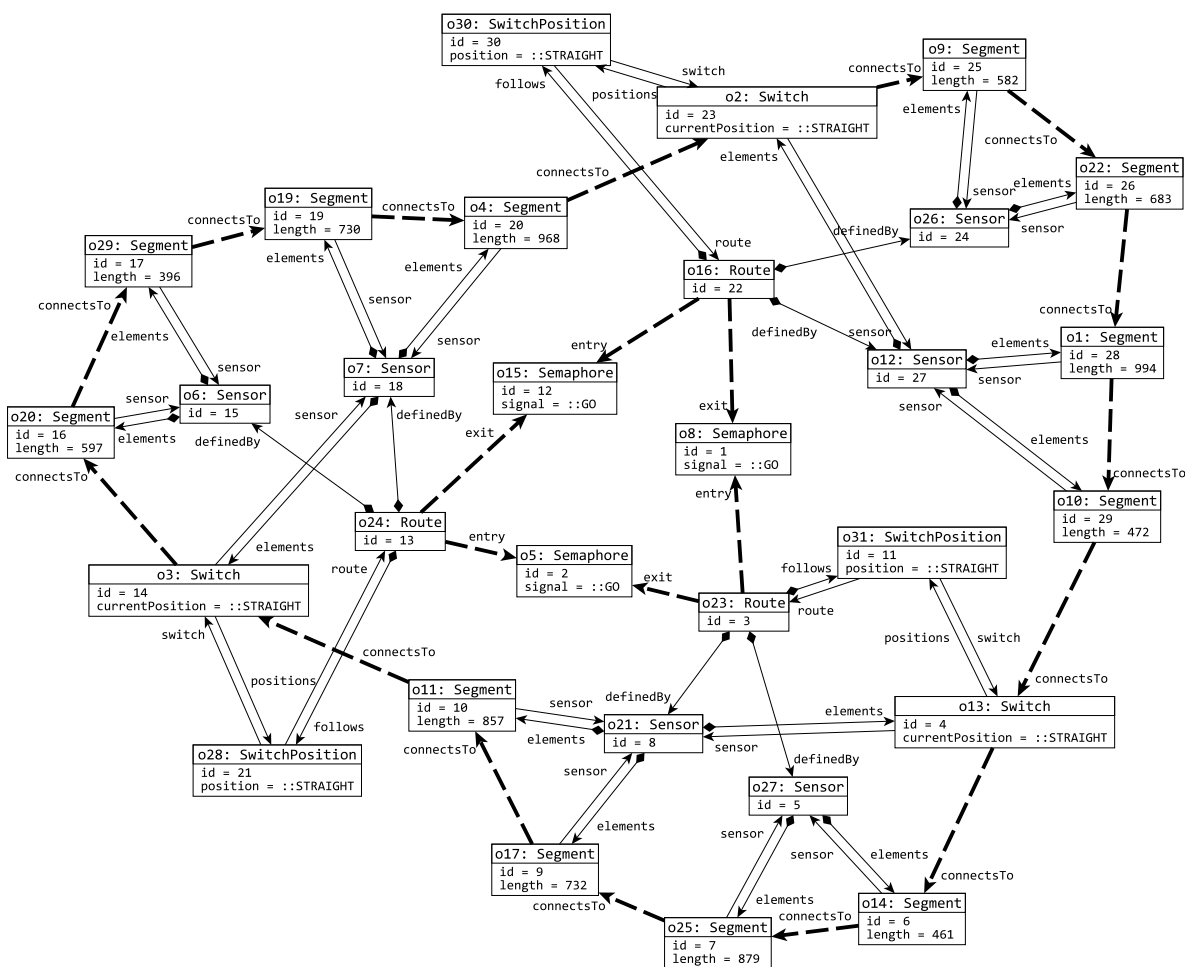 o30: SwitchPosition
id = 30
position = ::STRAIGHT
switch
follows
positions
o2: Switch
id = 23
currentPosition = ::STRAIGHT
connectsTo
o9: Segment
id = 25
length = 582
elements
connectsTo
sensor
elements
o22: Segment
id = 26
length = 683
sensor
o26: Sensor
id = 24
connectsTo
elements
o19: Segment
id = 19
length = 730
connectsTo
connectsTo
o4: Segment
id = 20
length = 968
definedBy
route
o29: Segment
id = 17
length = 396
elements
elements
sensor
o16: Route
id = 22
connectsTo
connectsTo
elements
sensor
definedBy
sensor
elements
o1: Segment
id = 28
length = 994
entry
o7: Sensor
id = 18
o15: Semaphore
id = 12
signal = ::GO
o12: Sensor
id = 27
sensor
sensor
sensor
o6: Sensor
id = 15
o20: Segment
id = 16
length = 597
elements
definedBy
sensor
definedBy
exit
exit
sensor
elements
o8: Semaphore
id = 1
signal = ::GO
connectsTo
connectsTo
entry
o10: Segment
id = 29
length = 472
o24: Route
id = 13
entry
elements
route
o5: Semaphore
id = 2
signal = ::GO
exit
o31: SwitchPosition
id = 11
position = ::STRAIGHT
follows
route
o3: Switch
id = 14
currentPosition = ::STRAIGHT
o23: Route
id = 3
switch
connectsTo
positions
switch
positions
connectsTo
o11: Segment
id = 10
length = 857
sensor
elements
definedBy
o21: Sensor
id = 8
elements
sensor
o13: Switch
id = 4
currentPosition = ::STRAIGHT
follows
connectsTo
o28: SwitchPosition
id = 21
position = ::STRAIGHT
sensor
definedBy
o27: Sensor
id = 5
elements
sensor
sensor
elements
o17: Segment
id = 9
length = 732
connectsTo
connectsTo
elements
connectsTo
o14: Segment
id = 6
length = 461
o25: Segment
id = 7
length = 879